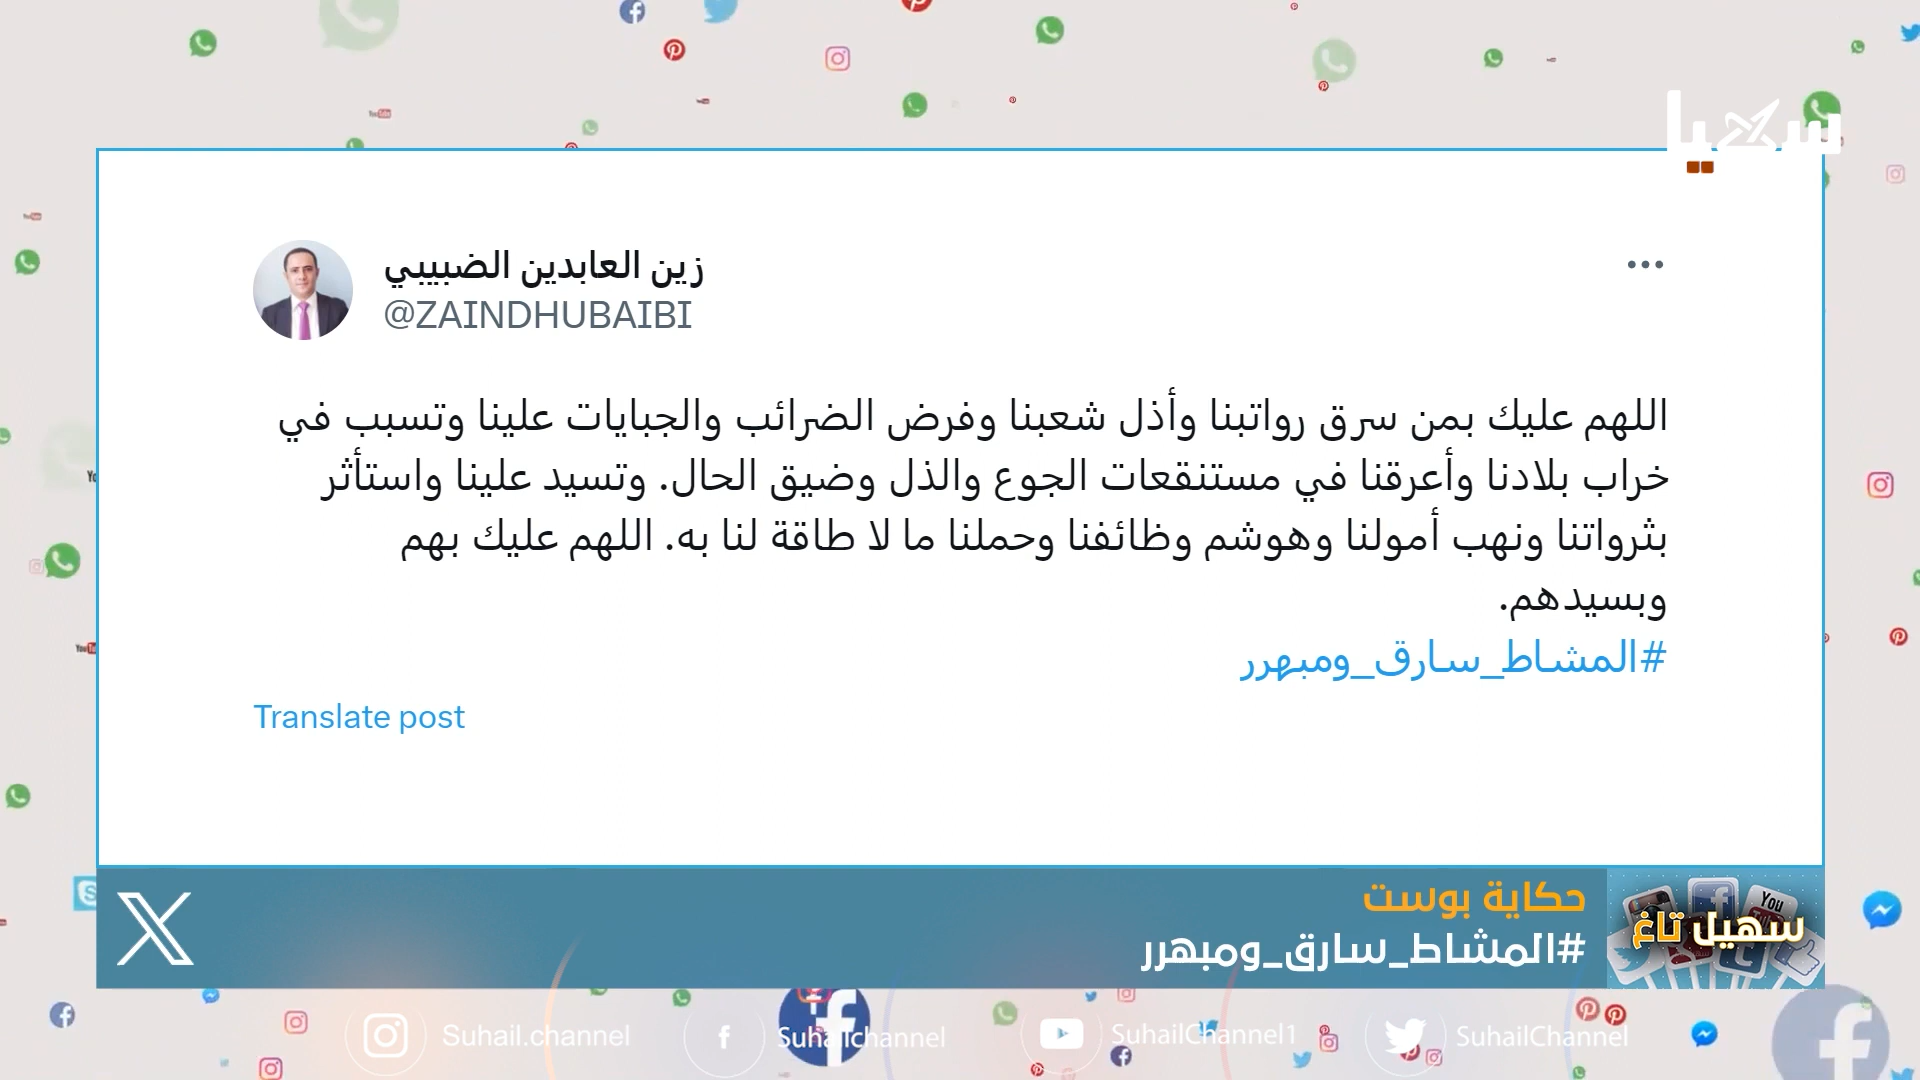 سهيل
زين العابدين الضبيبي
@ZAINDHUBAIBI
اللهم عليك بمن سرق رواتبنا وأذل شعبنا وفرض الضرائب والجبايات علينا وتسبب في
خراب بلادنا وأعرقنا في مستنقعات الجوع والذل وضيق الحال. وتسيد علينا واستأثر
بثرواتنا ونهب أمولنا وهوشم وظائفنا وحملنا ما لا طاقة لنا به. اللهم عليك بهم
وبسيدهم.
#المشاط_سارق_ومبهرر
Translate post
حكاية بوست
#المشاط_سارق_ومبهرر
سهيل تاغ
Suhail.channel
Suhailchannel
SuhailChannel1
SuhailChannel